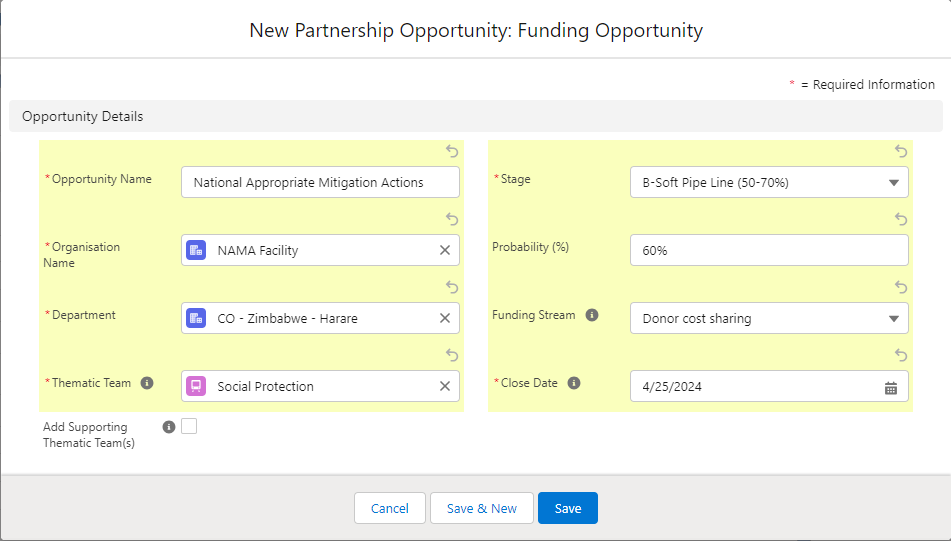 New Partnership Opportunity: Funding Opportunity
* = Required Information
Opportunity Details
*Opportunity Name
National Appropriate Mitigation Actions
*Stage
B-Soft Pipe Line (50-70%)
*Organisation
Name
NAMA Facility
Probability (%)
60%
*Department
CO - Zimbabwe - Harare
Funding Stream
Donor cost sharing
*Thematic Team
Social Protection
*Close Date
4/25/2024
Add Supporting
Thematic Team(s)
Cancel
Save & New
Save